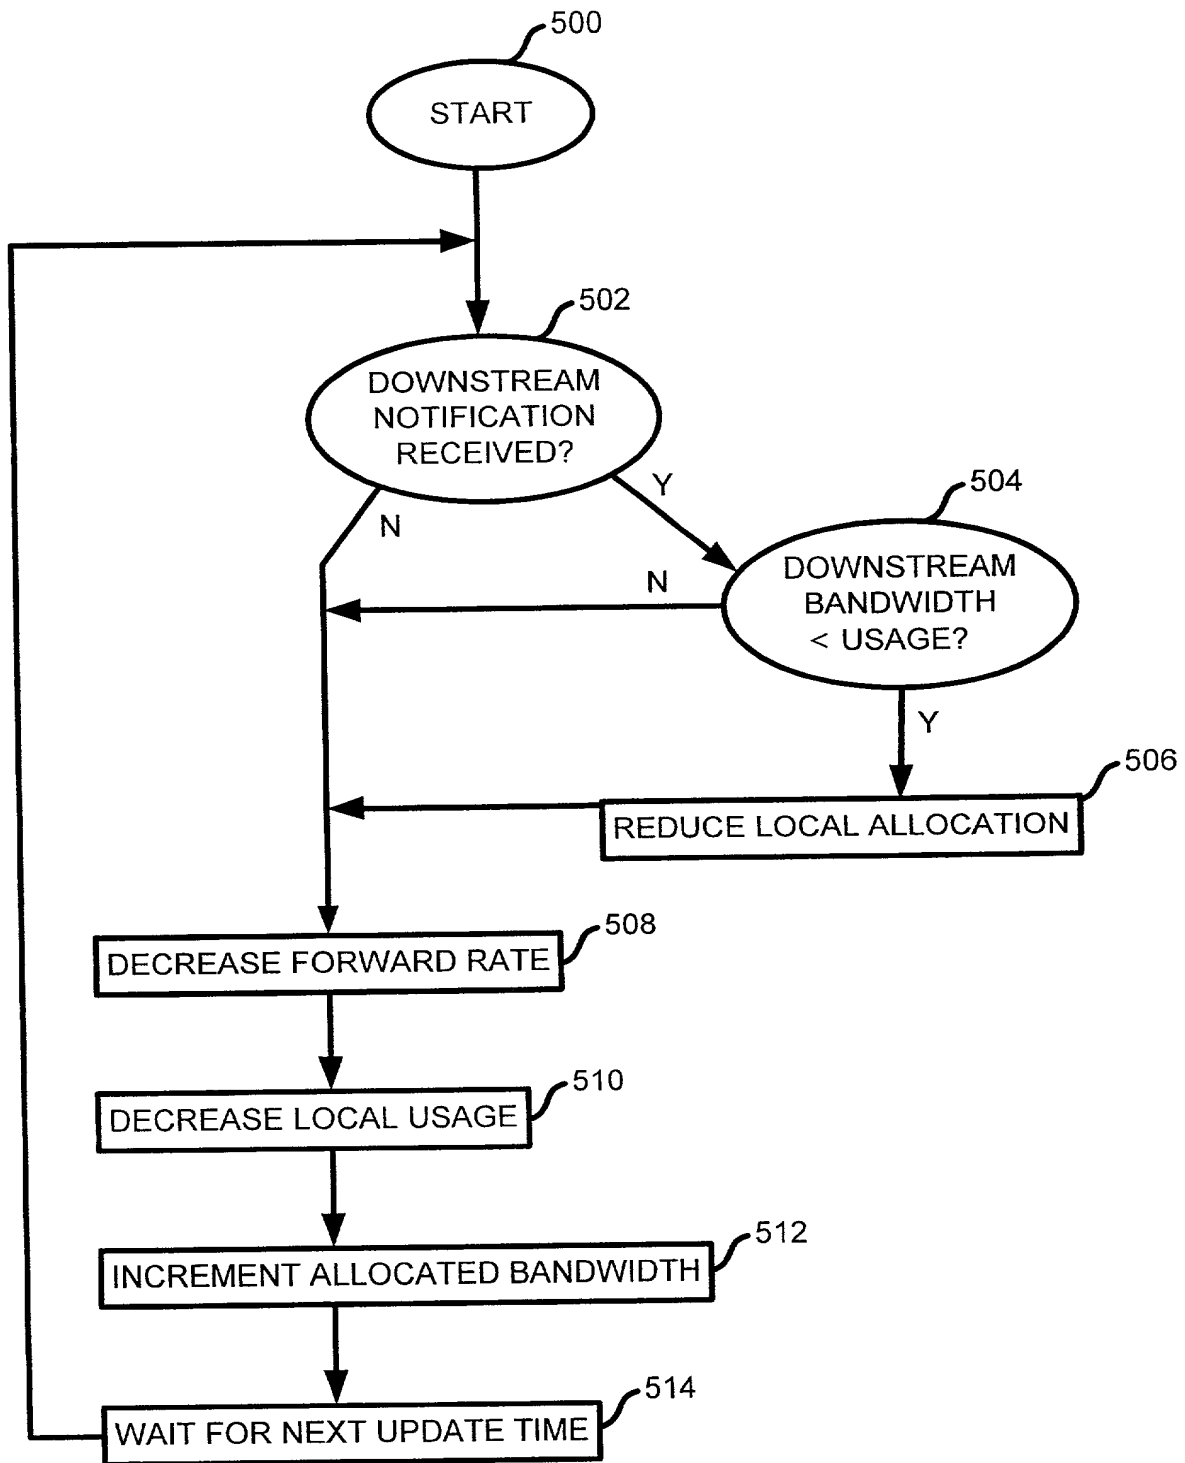 500
START
502
DOWNSTREAM
NOTIFICATION
RECEIVED?
Y
N
504
DOWNSTREAM
BANDWIDTH
< USAGE?
N
Y
506
REDUCE LOCAL ALLOCATION
508
DECREASE FORWARD RATE
510
DECREASE LOCAL USAGE
512
INCREMENT ALLOCATED BANDWIDTH
514
WAIT FOR NEXT UPDATE TIME